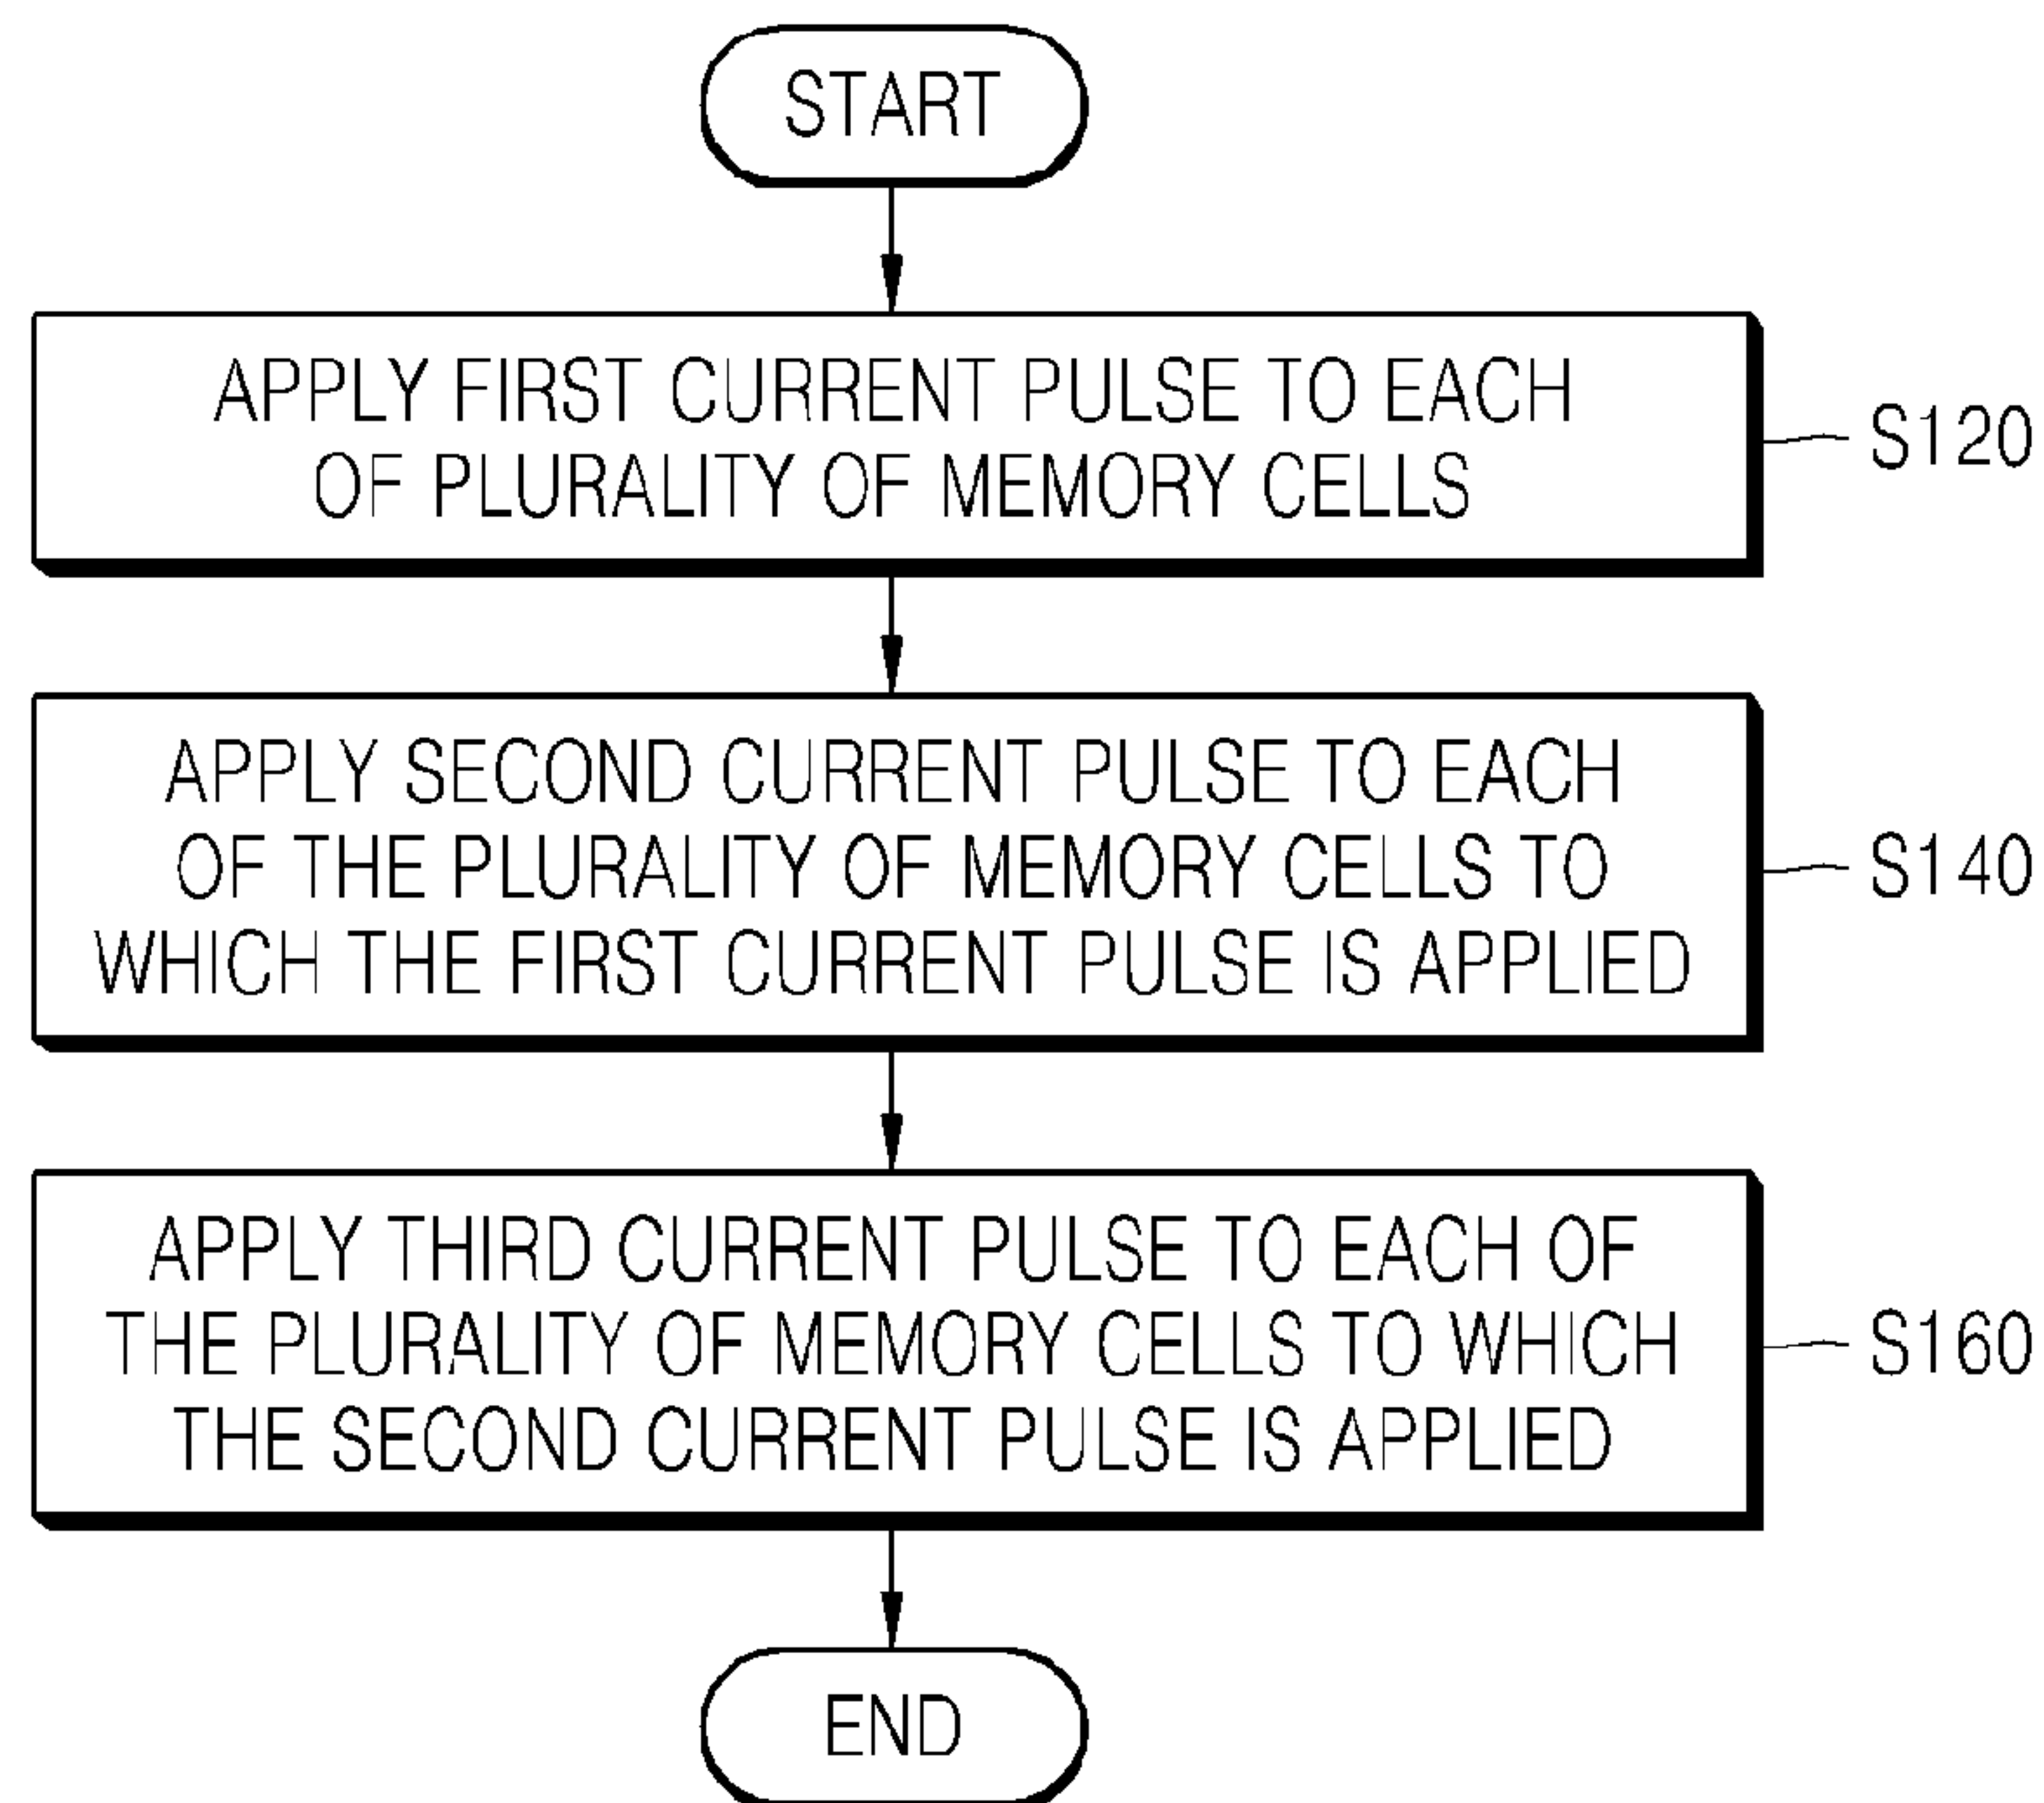 START
APPLY FIRST CURRENT PULSE TO EACH
OF PLURALITY OF MEMORY CELLS
S120
APPLY SECOND CURRENT PULSE TO EACH
OF THE PLURALITY OF MEMORY CELLS TO
WHICH THE FIRST CURRENT PULSE IS APPLIED
S140
APPLY THIRD CURRENT PULSE TO EACH OF
THE PLURALITY OF MEMORY CELLS TO WHICH
THE SECOND CURRENT PULSE IS APPLIED
S160
END